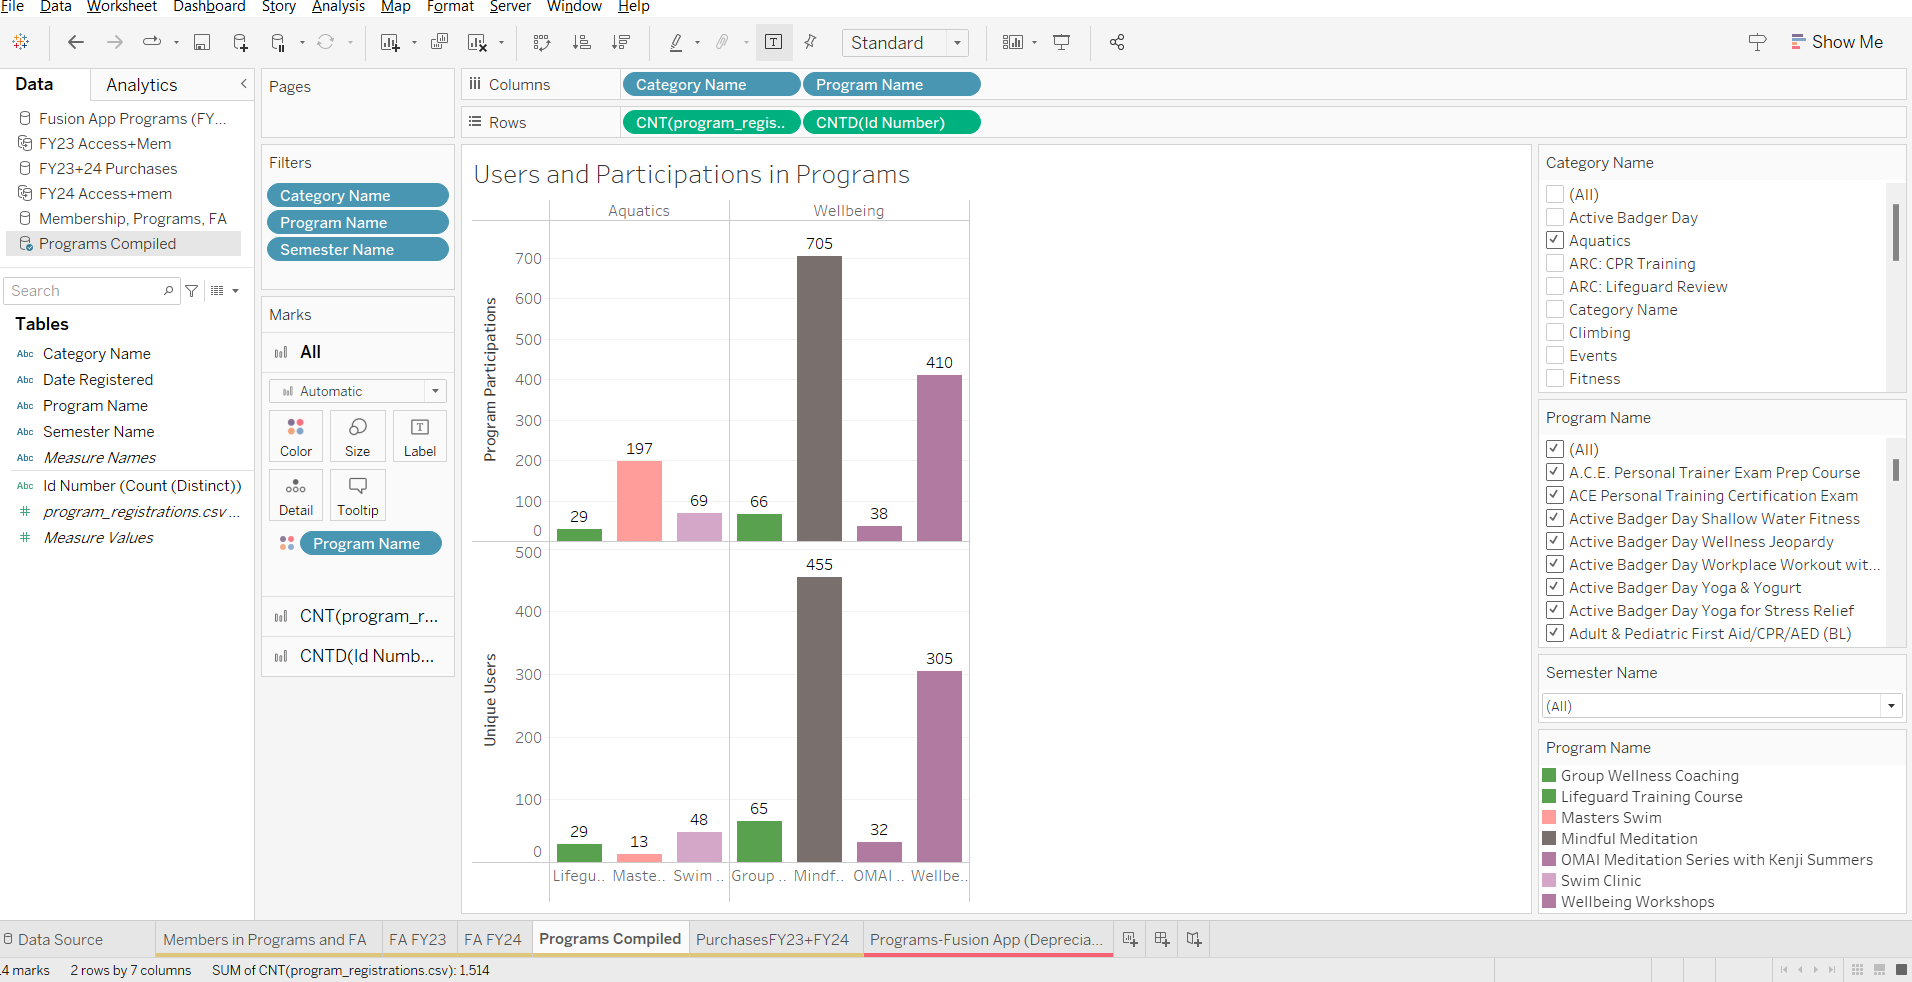 File Data Worksheet Dashboard Story Analysis Map Format Server Window Help
Standard
Show Me
Data Analytics
Fusion App Programs (FY...
FY23 Access+Mem
FY23+24 Purchases
FY24 Access+mem
Membership, Programs, FA
Programs Compiled
Search
Tables
Abc Category Name
Abc Date Registered
Abc Program Name
Abc Semester Name
Abc Measure Names
Abc Id Number (Count (Distinct))
# program_registrations.csv ...
# Measure Values
Pages
Filters
Category Name
Program Name
Semester Name
Marks
All
Automatic
Color Size Label
Detail Tooltip
Program Name
CNT(program_r...
CNTD(Id Numb...
Columns Category Name Program Name
Rows CNT(program_regis.. CNTD(Id Number)
Users and Participations in Programs
Aquatics Wellbeing
Program Participations
700
600
500
400
300
200
100
0
29 197 69 66 705 38 410
Unique Users
500
400
300
200
100
0
29 13 48 65 455 32 305
Lifegu.. Maste.. Swim .. Group .. Mindf.. OMAI .. Wellbe..
Category Name
(All)
Active Badger Day
Aquatics
ARC: CPR Training
ARC: Lifeguard Review
Category Name
Climbing
Events
Fitness
Program Name
(All)
A.C.E. Personal Trainer Exam Prep Course
ACE Personal Training Certification Exam
Active Badger Day Shallow Water Fitness
Active Badger Day Wellness Jeopardy
Active Badger Day Workplace Workout wit...
Active Badger Day Yoga & Yogurt
Active Badger Day Yoga for Stress Relief
Adult & Pediatric First Aid/CPR/AED (BL)
Semester Name
(All)
Program Name
Group Wellness Coaching
Lifeguard Training Course
Masters Swim
Mindful Meditation
OMAI Meditation Series with Kenji Summers
Swim Clinic
Wellbeing Workshops
Data Source Members in Programs and FA FA FY23 FA FY24 Programs Compiled PurchasesFY23+FY24 Programs-Fusion App (Deprecia...
4 marks 2 rows by 7 columns SUM of CNT(program_registrations.csv): 1,514